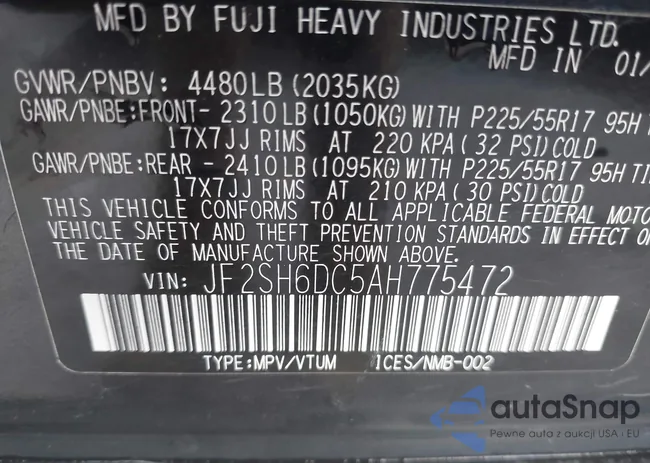 MFD BY FUJI HEAVY INDUSTRIES LTD.
MFD IN 01/
GVWR/PNBV: 4480LB(2035KG)
GAWR/PNBE:FRONT- 2310LB(1050KG)WITH P225/55R17 95H
17X7JJ RIMS AT 220 KPA(32 PSI)COLD
GAWR/PNBE:REAR - 2410LB(1095KG)WITH P225/55R17 95H
17X7JJ RIMS AT 210 KPA(30 PSI)COLD
THIS VEHICLE CONFORMS TO ALL APPLICABLE FEDERAL MOTO
VEHICLE SAFETY AND THEFT PREVENTION STANDARDS IN EFFECT O
THE DATE OF MANUFACTURE SHOWN ABOVE.
VIN: JF2SH6DC5AH775472
TYPE:MPV/VTUM ICES/NMB-002
autaSnap
Pewne auta z aukcji USA i EU